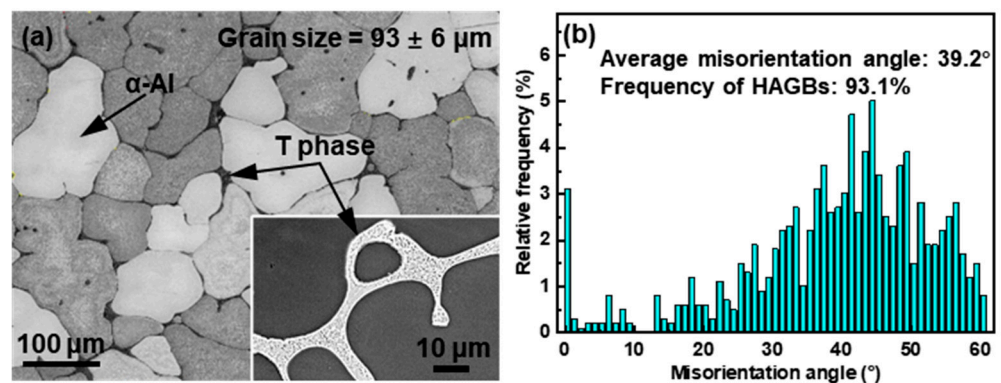 (a)
Grain size = 93 ± 6 μm
α-Al
T phase
100 μm
10 μm
(b)
Average misorientation angle: 39.2°
Frequency of HAGBs: 93.1%
Relative frequency (%)
6
5
4
3
2
1
0
0 10 20 30 40 50 60
Misorientation angle (°)